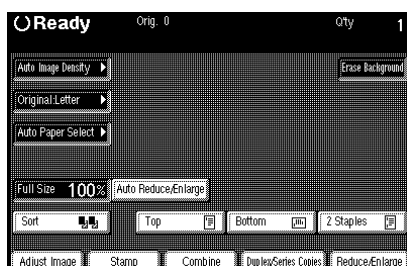 Ready Orig. 0 Q'ty 1
Auto Image Density Erase Background
Original:Letter
Auto Paper Select
Full Size 100% Auto Reduce/Enlarge
Sort Top Bottom 2 Staples
Adjust Image Stamp Combine Duplex/Series Copies Reduce/Enlarge